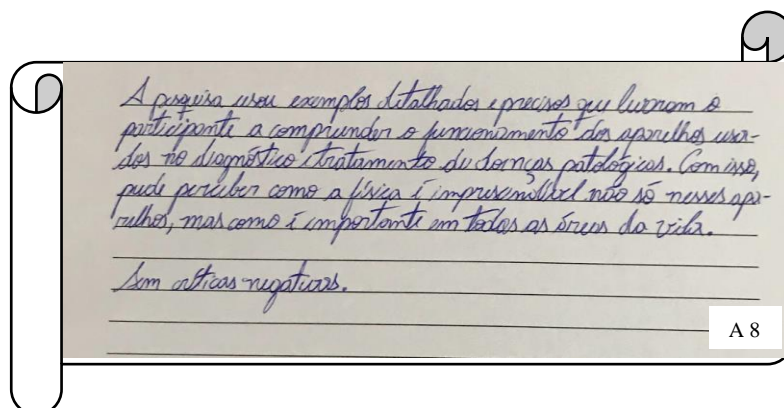 A pesquisa usou exemplos detalhados e precisos que levaram o
participante a compreender o funcionamento dos aparelhos usa-
dos no diagnóstico e tratamento de doenças patológicas. Com isso,
pude perceber como a física é imprescindível não só nesses apa-
relhos, mas como é importante em todas as áreas da vida.
Sem críticas negativas.
A 8